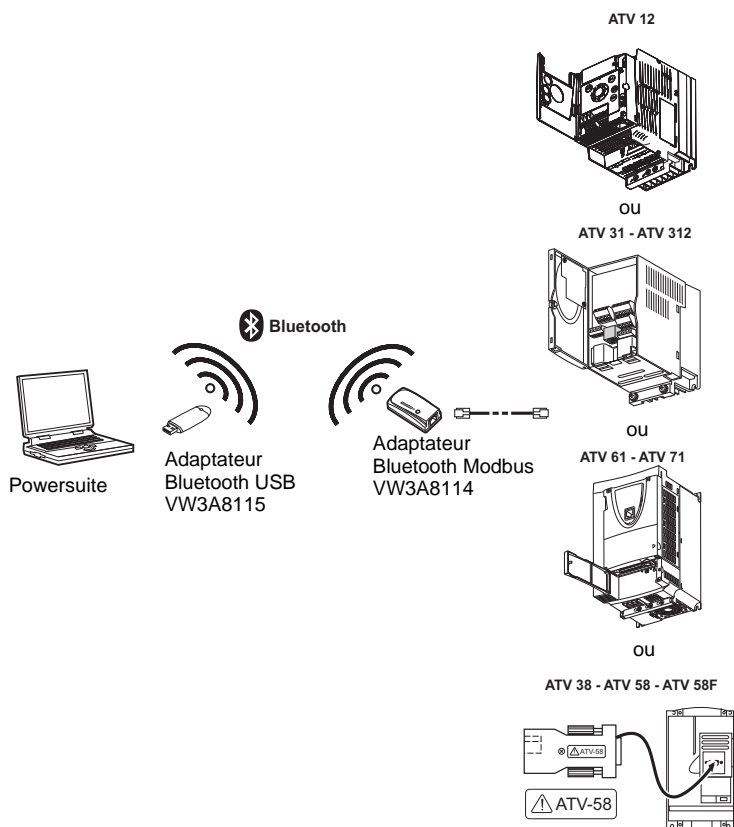 ATV 12
ou
ATV 31 - ATV 312
Bluetooth
Powersuite
Adaptateur
Bluetooth USB
VW3A8115
Adaptateur
Bluetooth Modbus
VW3A8114
ou
ATV 61 - ATV 71
ou
ATV 38 - ATV 58 - ATV 58F
ATV-58
ATV-58